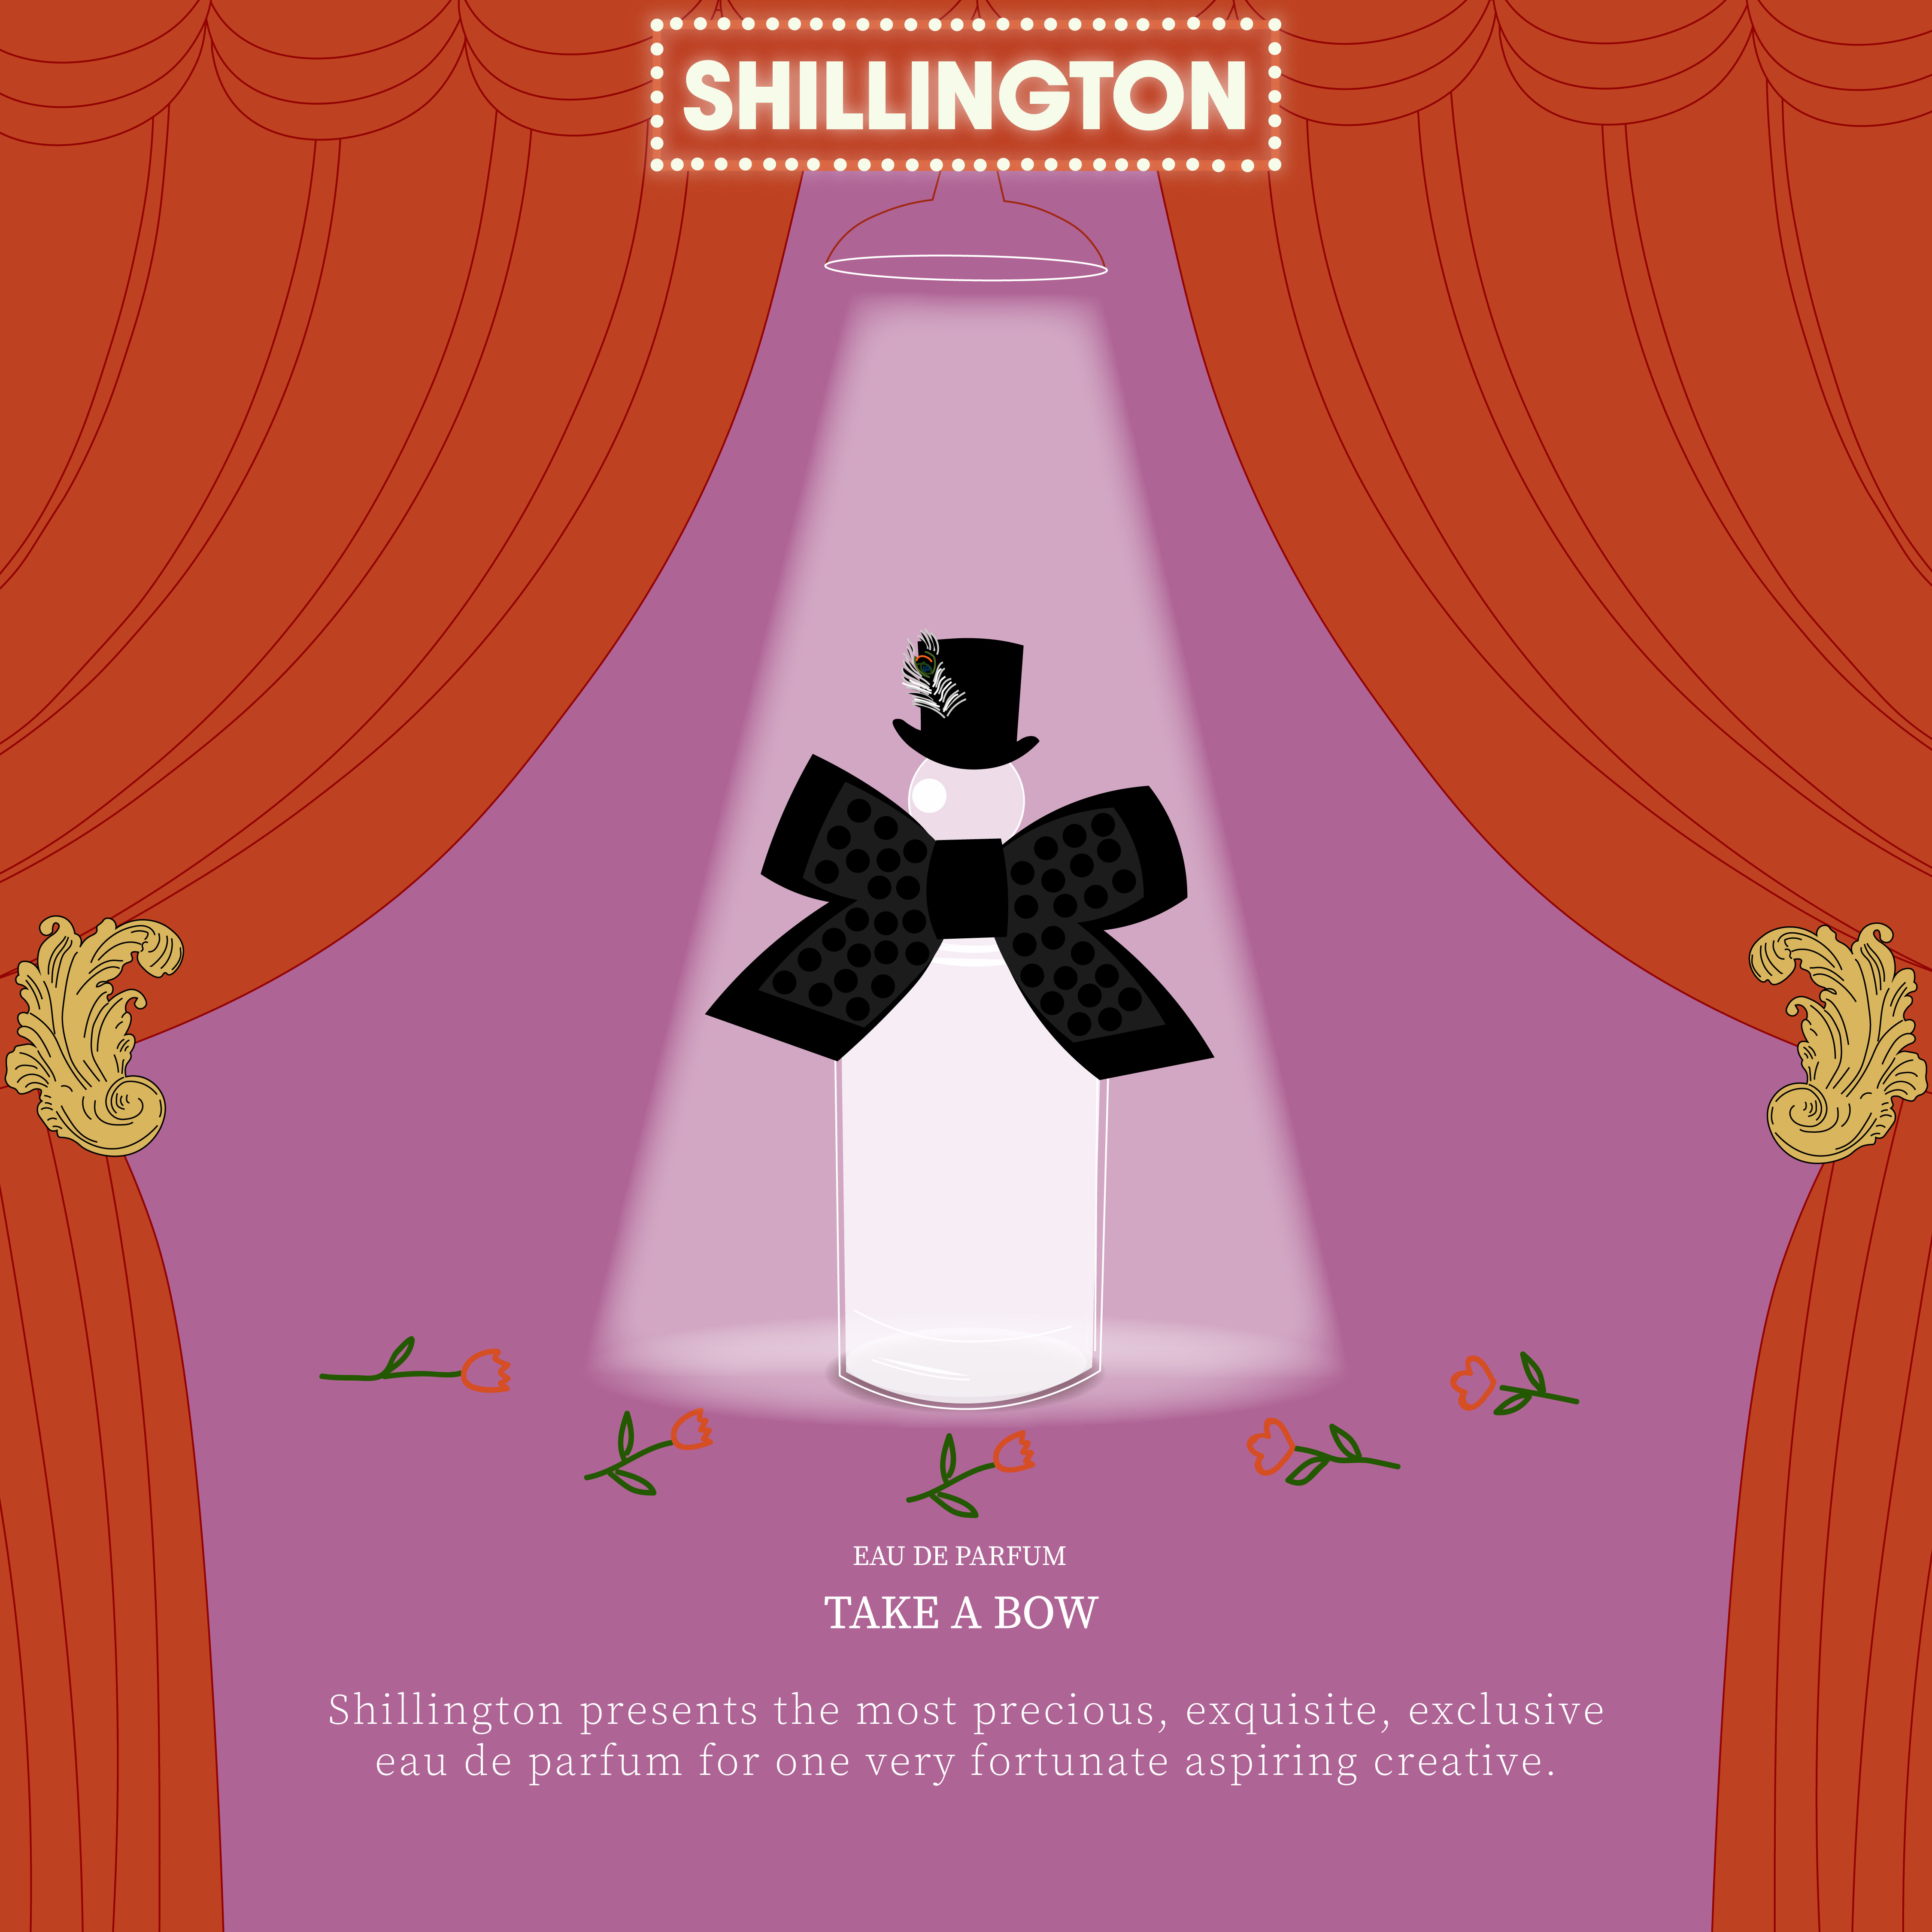 SHILLINGTON
EAU DE PARFUM
TAKE A BOW
Shillington presents the most precious, exquisite, exclusive
eau de parfum for one very fortunate aspiring creative.